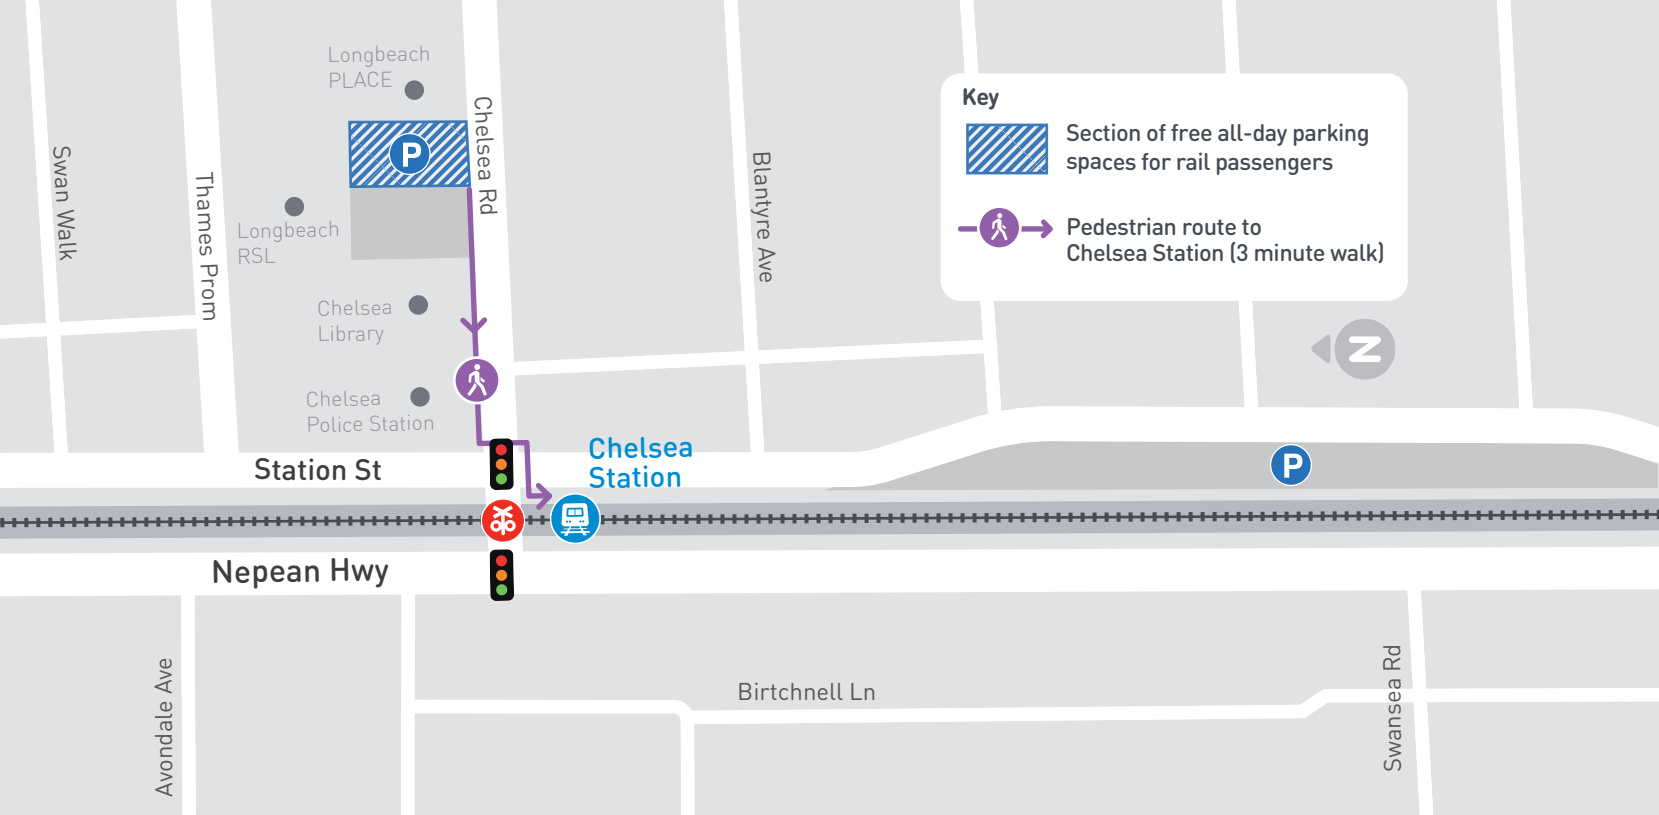 Longbeach
PLACE
P
Chelsea Rd
Swan Walk
Thames Prom
Longbeach
RSL
Blantyre Ave
Chelsea
Library
Chelsea
Police Station
Key
Section of free all-day parking
spaces for rail passengers
Pedestrian route to
Chelsea Station (3 minute walk)
N
Station St
Chelsea
Station
P
Nepean Hwy
Avondale Ave
Birtchnell Ln
Swansea Rd